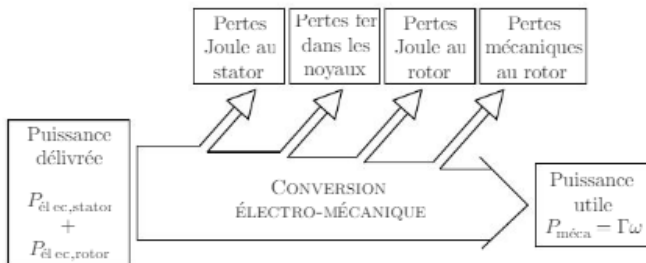 Pertes
Joule au
stator
Pertes fer
dans les
noyaux
Pertes
Joule au
rotor
Pertes
mécaniques
au rotor
Puissance
délivrée
P_élec,stator
+
P_élec,rotor
CONVERSION
ÉLECTRO-MÉCANIQUE
Puissance
utile
P_méca = Γω